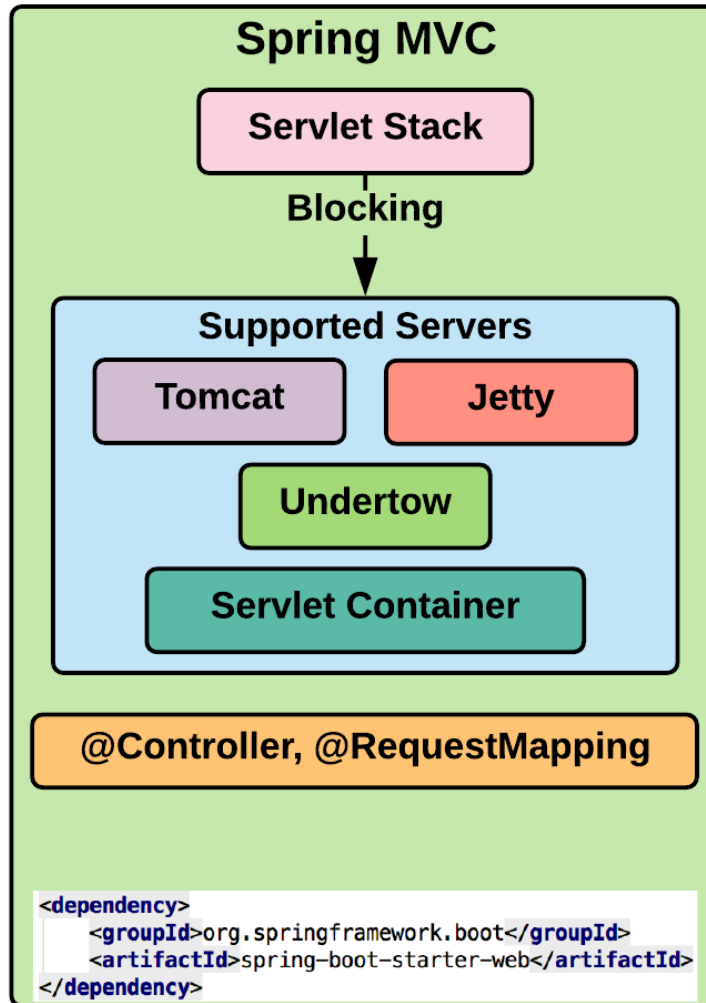 Spring MVC
Servlet Stack
Blocking
Supported Servers
Tomcat
Jetty
Undertow
Servlet Container
@Controller, @RequestMapping
<dependency>
<groupId>org.springframework.boot</groupId>
<artifactId>spring-boot-starter-web</artifactId>
</dependency>